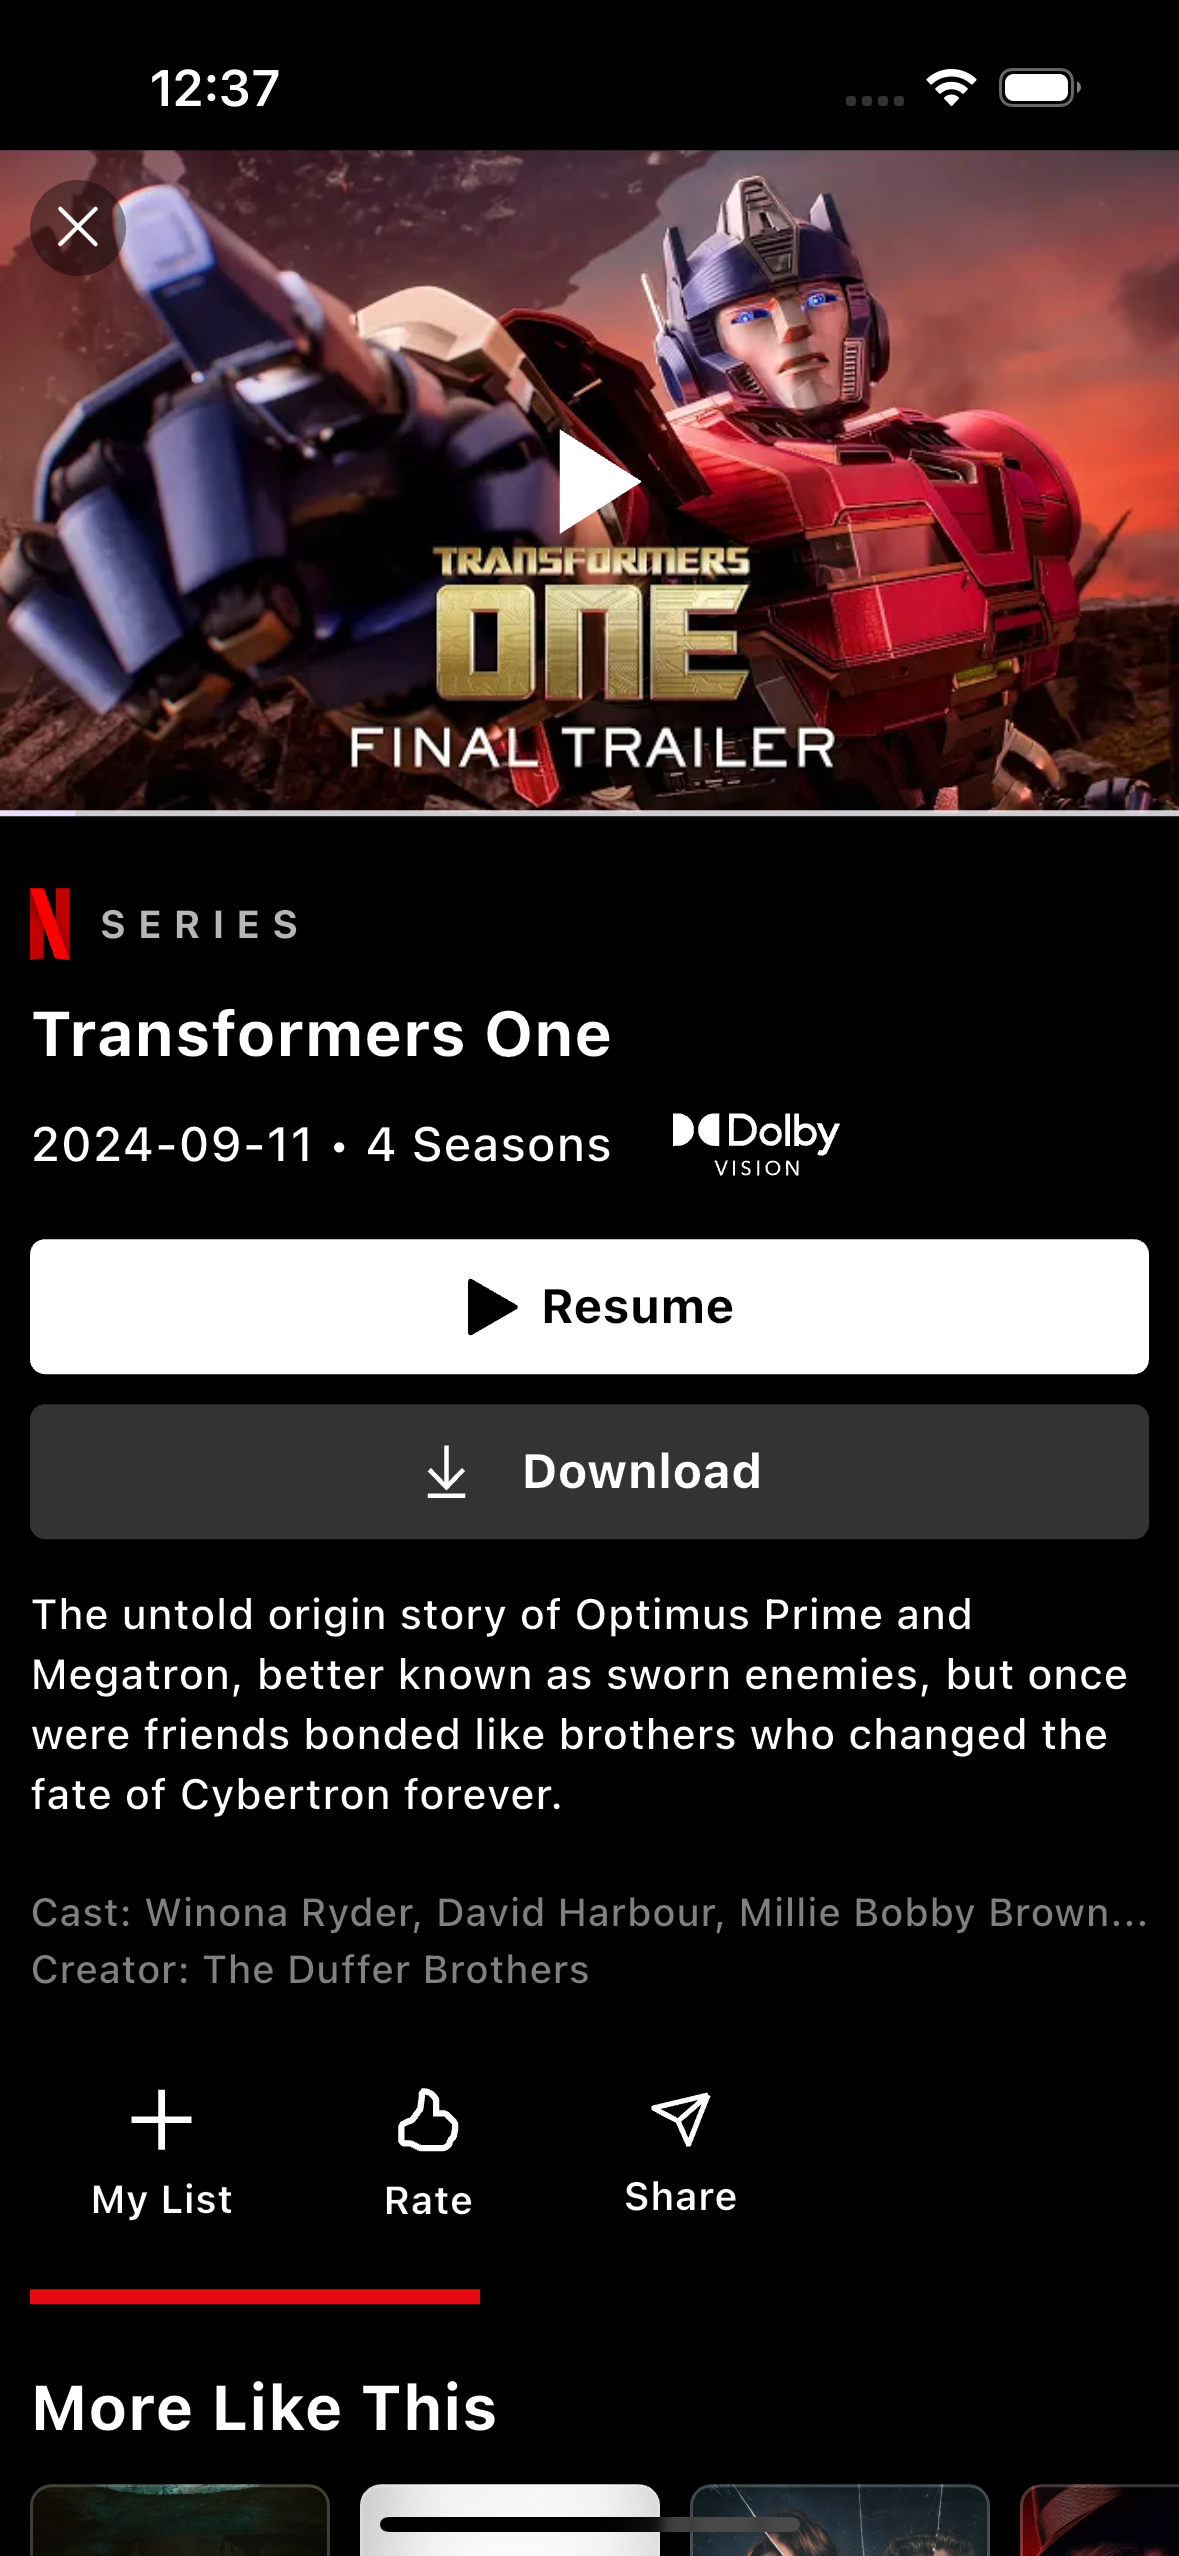 12:37
TRANSFORMERS
ONE
FINAL TRAILER
N SERIES
Transformers One
2024-09-11 • 4 Seasons Dolby
VISION
Resume
Download
The untold origin story of Optimus Prime and
Megatron, better known as sworn enemies, but once
were friends bonded like brothers who changed the
fate of Cybertron forever.
Cast: Winona Ryder, David Harbour, Millie Bobby Brown...
Creator: The Duffer Brothers
My List Rate Share
More Like This